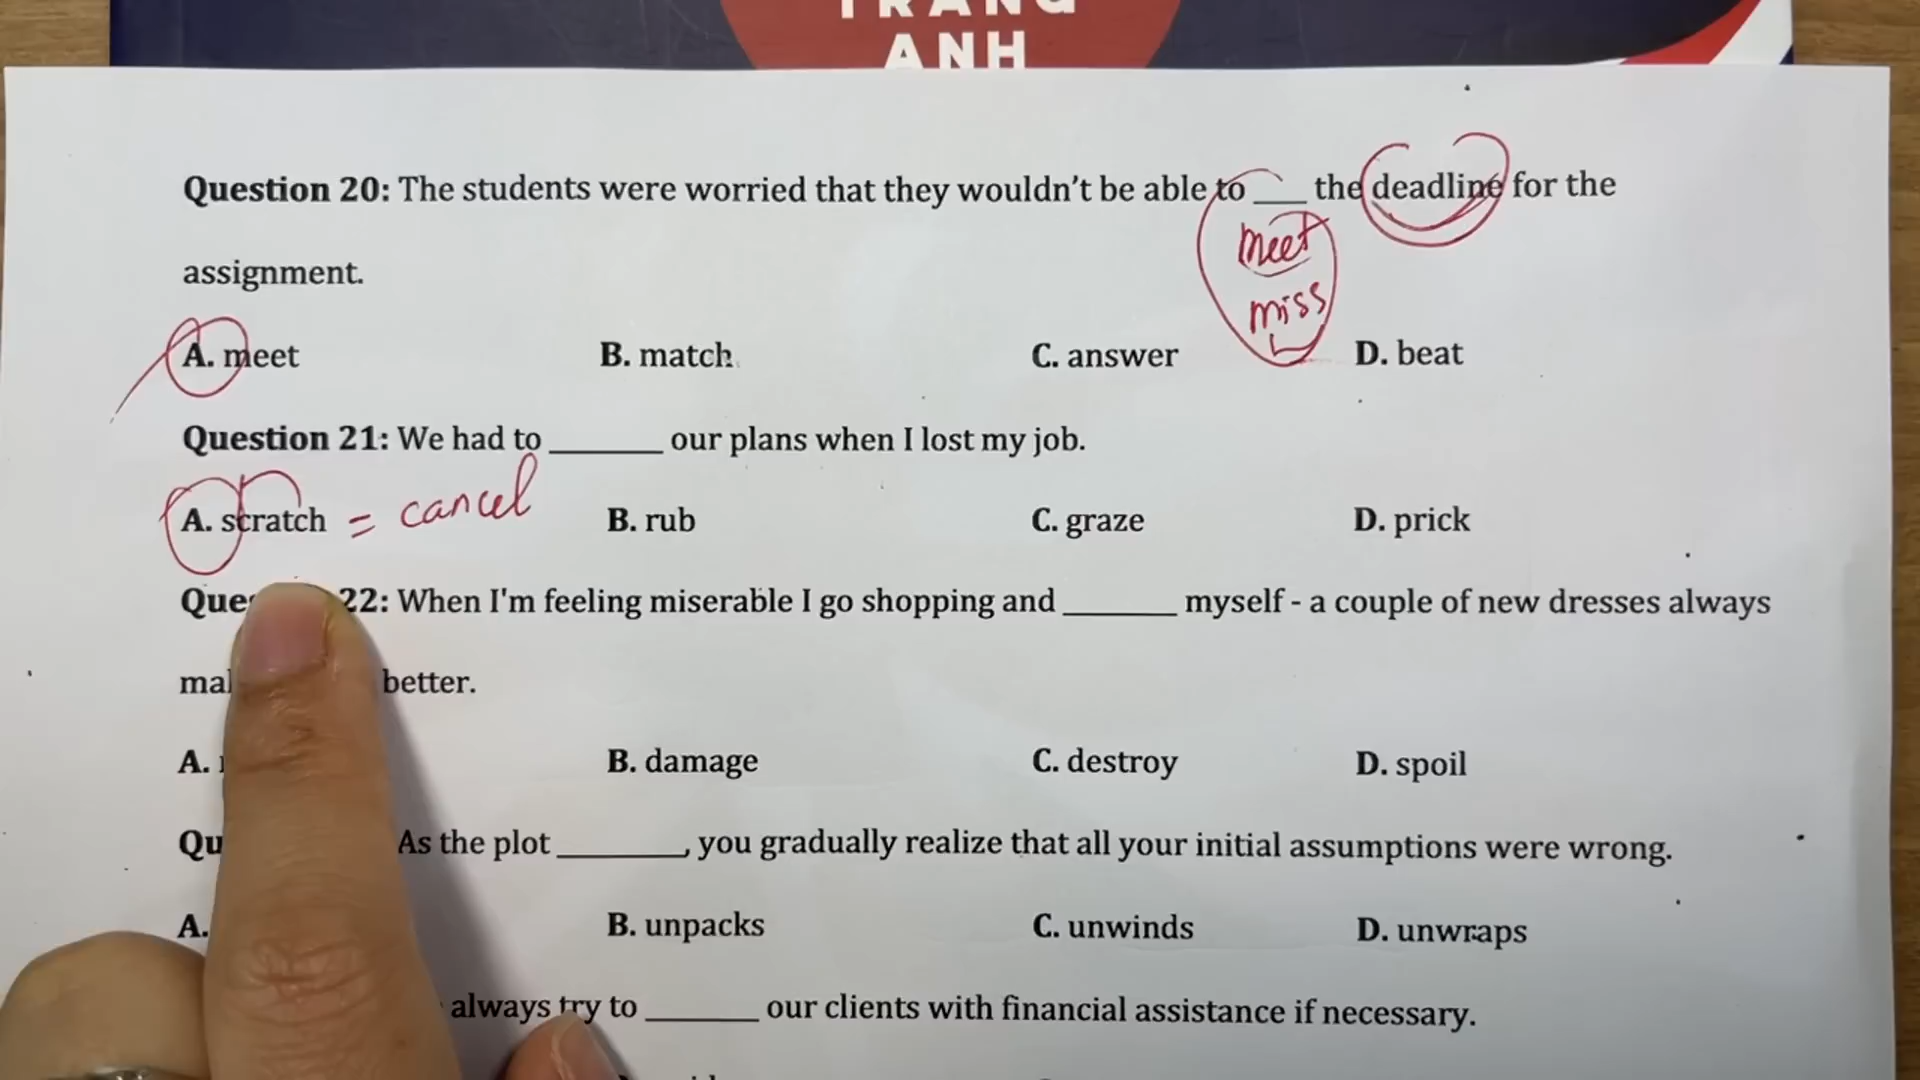 TRANG
ANH
Question 20: The students were worried that they wouldn't be able to ___ the deadline for the
meet
assignment.
miss
A. meet B. match C. answer D. beat
Question 21: We had to _______ our plans when I lost my job.
A. scratch = cancel B. rub C. graze D. prick
22: When I'm feeling miserable I go shopping and _______ myself - a couple of new dresses always
better.
A. B. damage C. destroy D. spoil
As the plot ________, you gradually realize that all your initial assumptions were wrong.
A. B. unpacks C. unwinds D. unwraps
always try to _______ our clients with financial assistance if necessary.